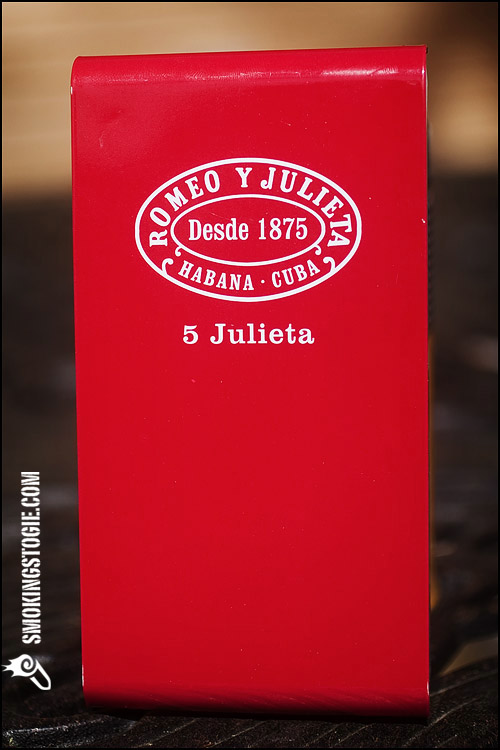 ROMEO Y JULIETA
Desde 1875
HABANA · CUBA
5 Julieta
SMOKINGSTOGIE.COM